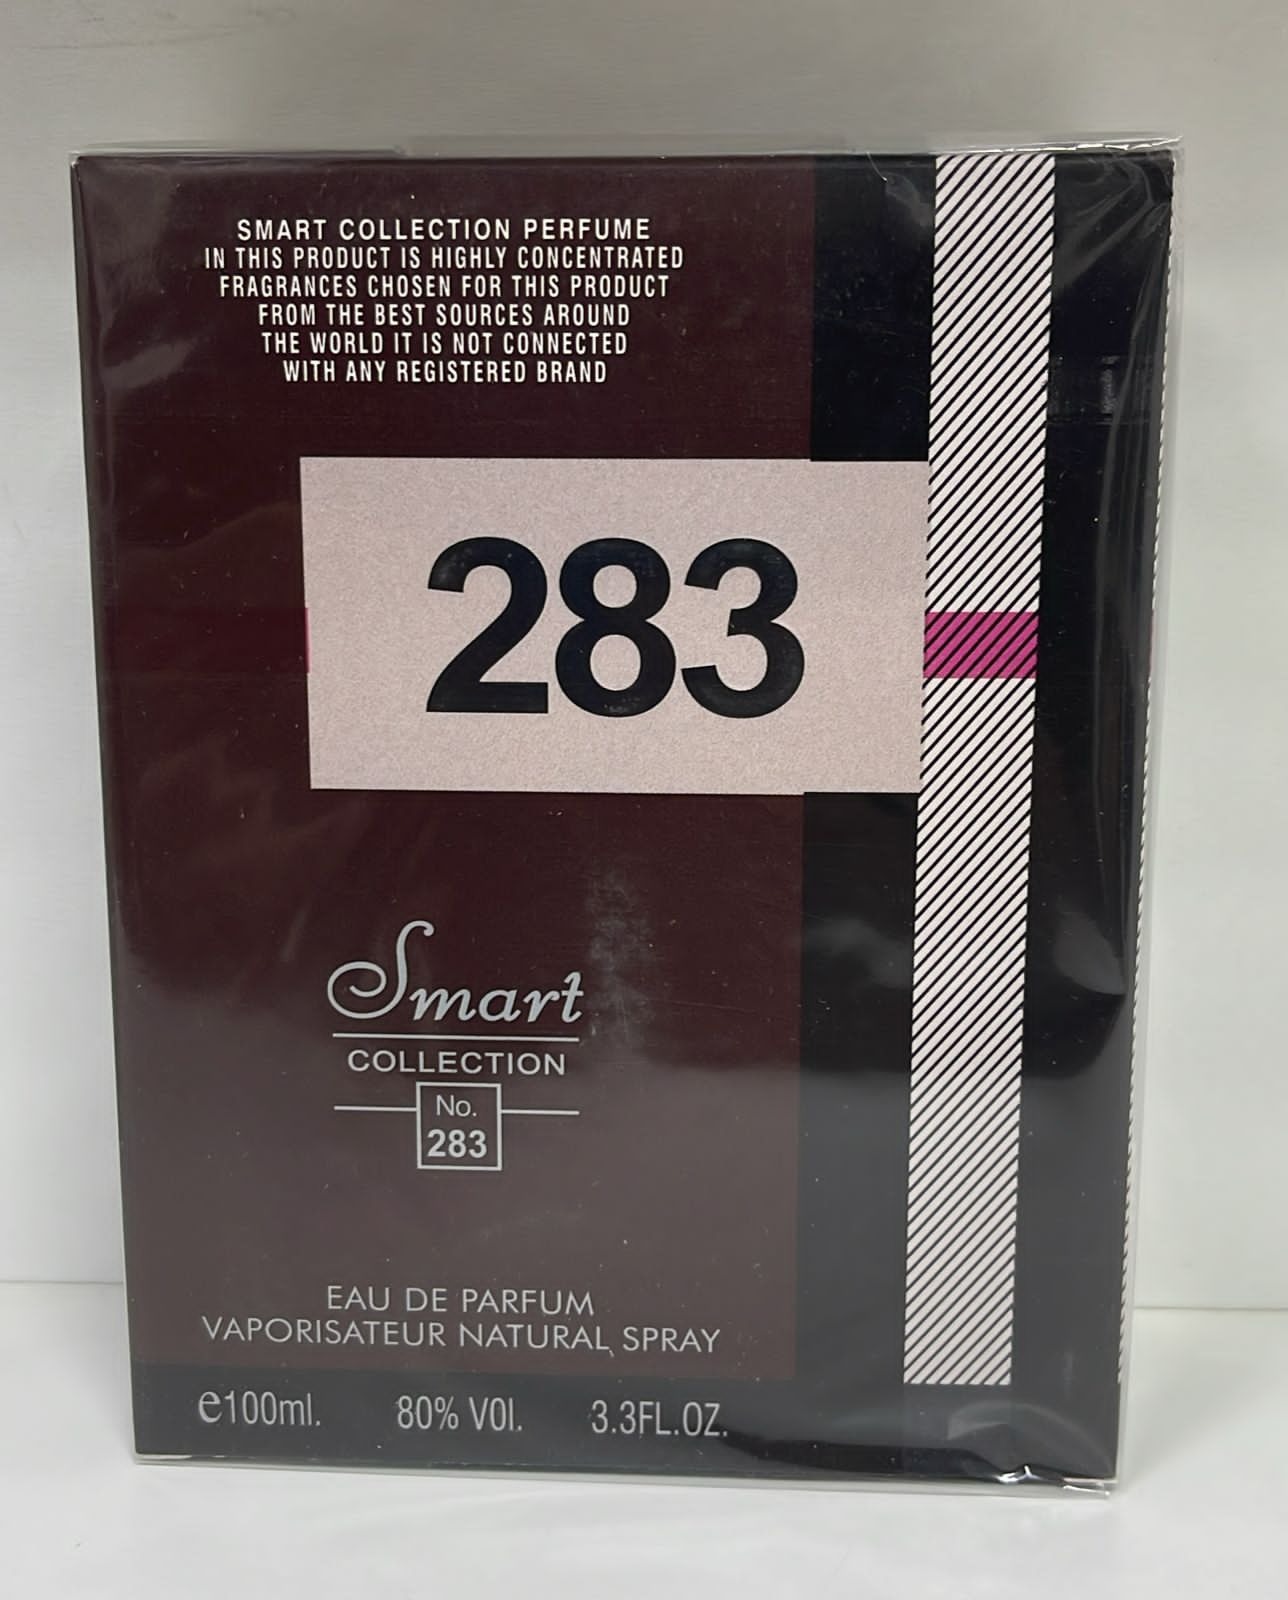 SMART COLLECTION PERFUME
IN THIS PRODUCT IS HIGHLY CONCENTRATED
FRAGRANCES CHOSEN FOR THIS PRODUCT
FROM THE BEST SOURCES AROUND
THE WORLD IT IS NOT CONNECTED
WITH ANY REGISTERED BRAND
283
Smart
COLLECTION
No.
283
EAU DE PARFUM
VAPORISATEUR NATURAL SPRAY
e100ml. 80% VOl. 3.3FL.OZ.